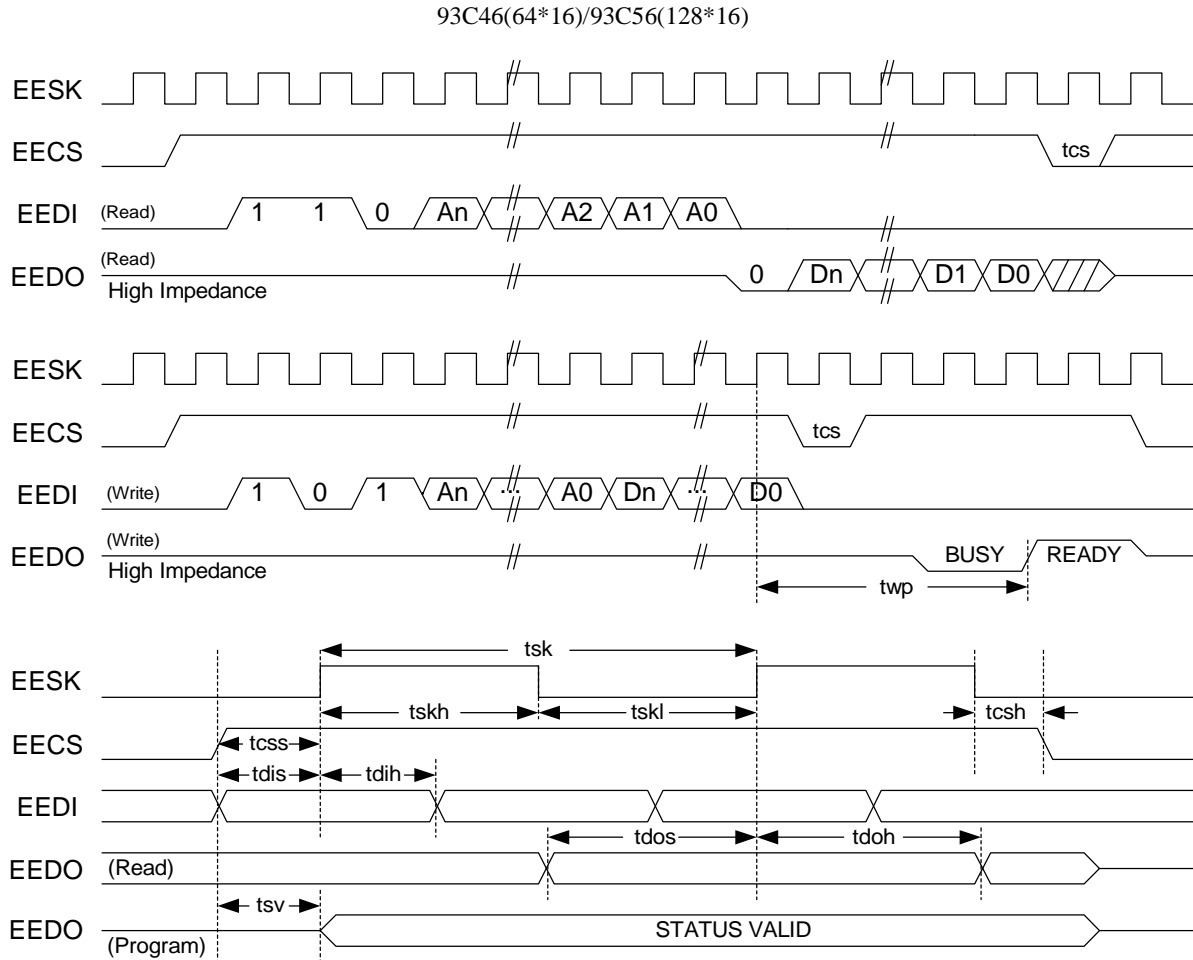 93C46(64*16)/93C56(128*16)
EESK
EECS tcs
EEDI (Read) 1 1 0 An A2 A1 A0
(Read)
EEDO 0 Dn D1 D0
High Impedance
EESK
EECS tcs
EEDI (Write) 1 0 1 An ... A0 Dn ... D0
(Write)
EEDO BUSY READY
High Impedance
twp
tsk
EESK
tskh tskl tcsh
EECS tcss
tdis tdih
EEDI
tdos tdoh
EEDO (Read)
tsv
EEDO STATUS VALID
(Program)